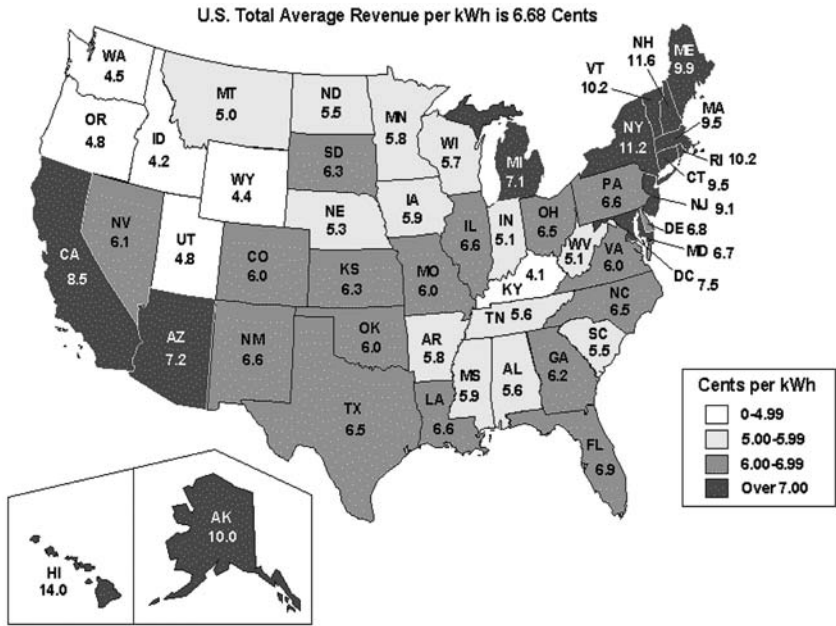 U.S. Total Average Revenue per kWh is 6.68 Cents
WA
4.5
OR
4.8
ID
4.2
MT
5.0
ND
5.5
MN
5.8
WI
5.7
SD
6.3
WY
4.4
NV
6.1
UT
4.8
CA
8.5
CO
6.0
NE
5.3
IA
5.9
KS
6.3
MO
6.0
IL
6.6
IN
5.1
OH
6.5
MI
7.1
PA
6.6
NY
11.2
VT
10.2
NH
11.6
ME
9.9
MA
9.5
RI 10.2
CT
9.5
NJ 9.1
DE 6.8
MD 6.7
DC 7.5
WV
5.1
VA
6.0
4.1
KY
NC
6.5
TN 5.6
SC
5.5
AZ
7.2
NM
6.6
OK
6.0
AR
5.8
TX
6.5
LA
6.6
MS
5.9
AL
5.6
GA
6.2
FL
6.9
HI
14.0
AK
10.0
Cents per kWh
0-4.99
5.00-5.99
6.00-6.99
Over 7.00